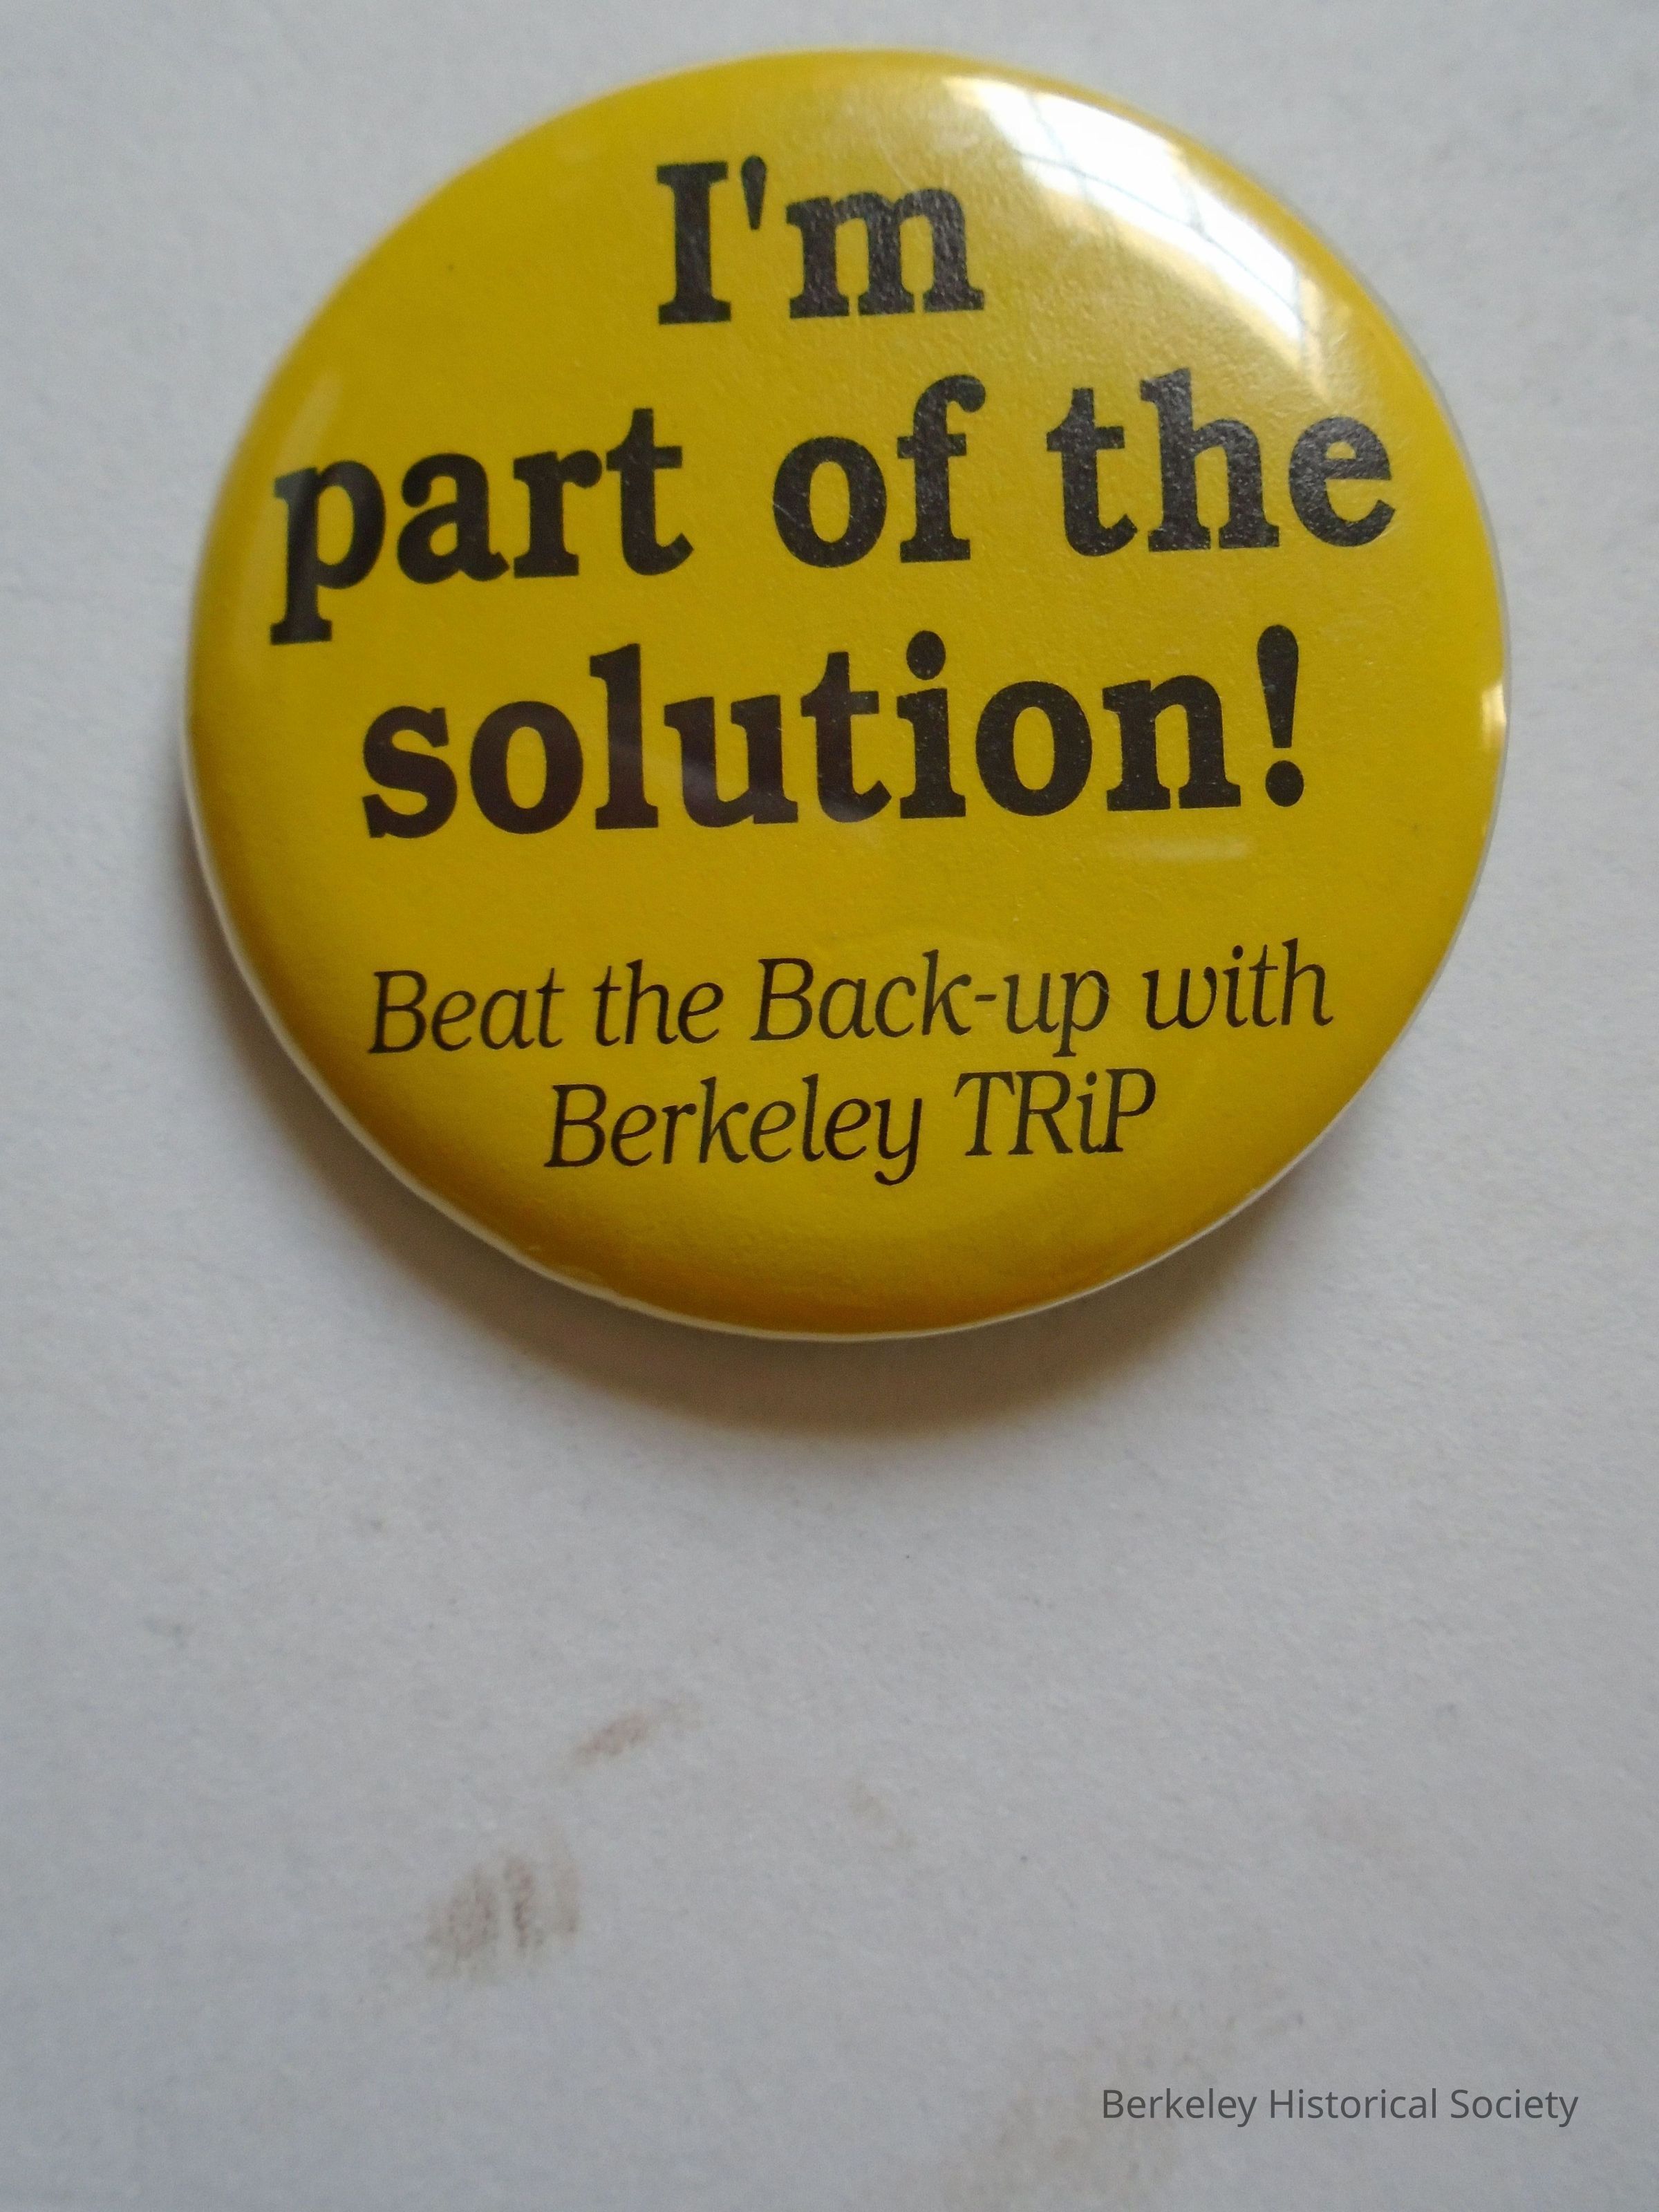 I'm
part of the
solution!
Beat the Back-up with
Berkeley TRiP
Berkeley Historical Society